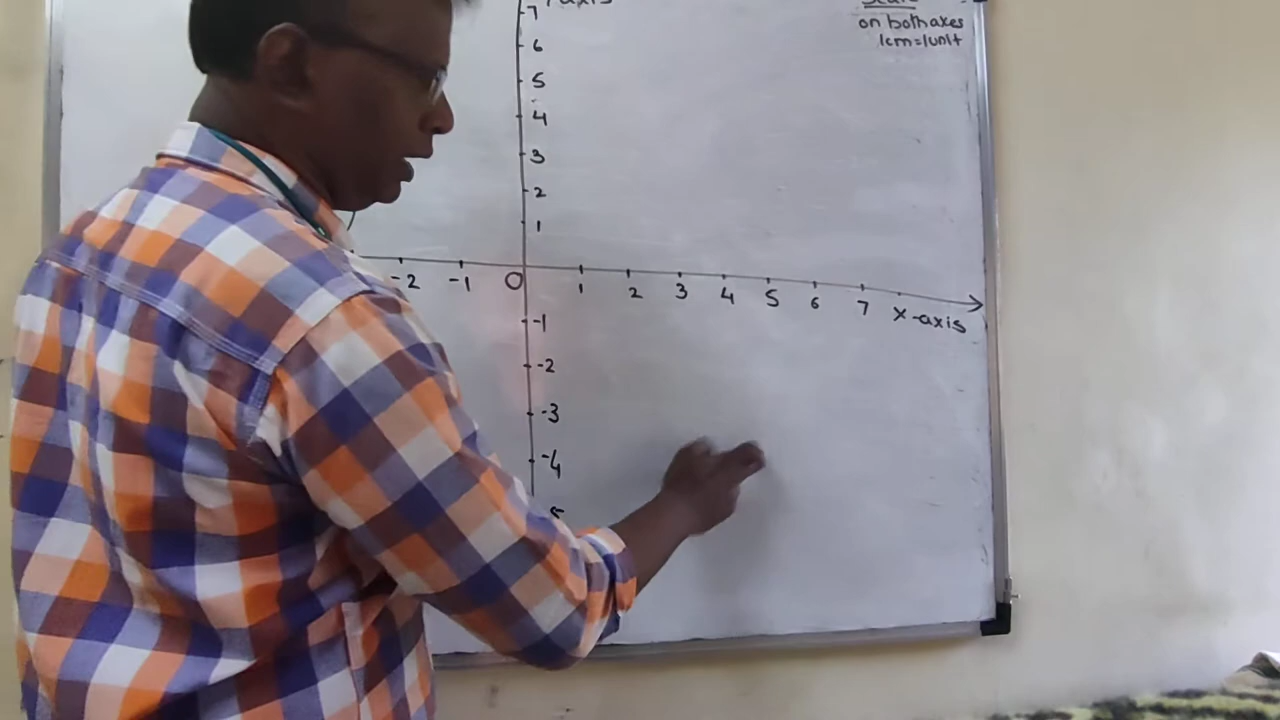 7
axis
6
5
4
3
2
1
on both axes
1cm=1unit
-2 -1 0 1 2 3 4 5 6 7 x-axis
-1
-2
-3
-4